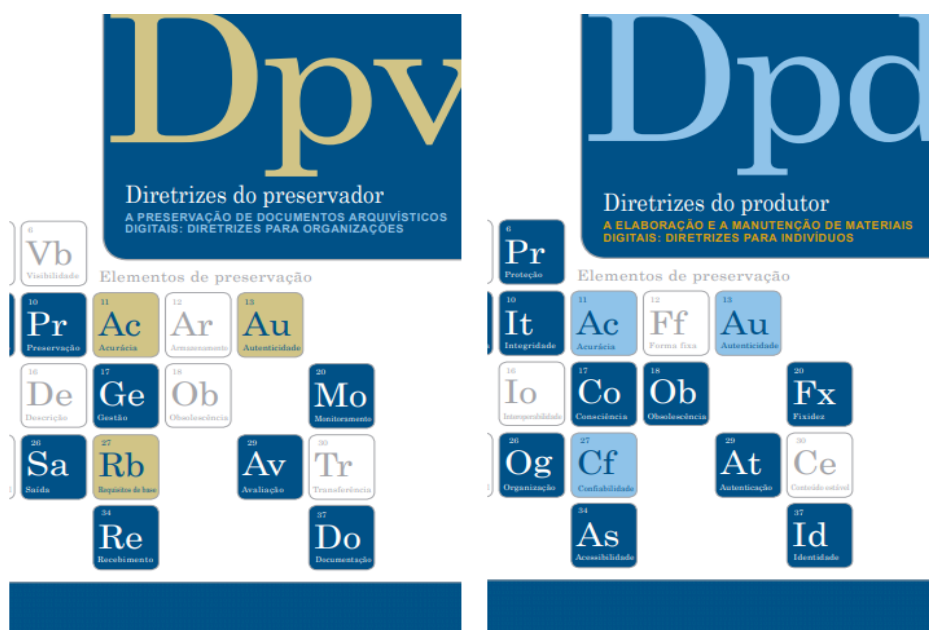 Dpv
Diretrizes do preservador
A PRESERVAÇÃO DE DOCUMENTOS ARQUIVÍSTICOS
DIGITAIS: DIRETRIZES PARA ORGANIZAÇÕES
Elementos de preservação
6
Vb
Visibilidade
10
Pr
Preservação
11
Ac
Acurácia
12
Ar
Armazenamento
13
Au
Autenticidade
16
De
Descrição
17
Ge
Gestão
18
Ob
Obsolescência
20
Mo
Monitoramento
26
Sa
Saída
27
Rb
Requisitos de base
29
Av
Avaliação
30
Tr
Transferência
34
Re
Recebimento
37
Do
Documentação
Dpd
Diretrizes do produtor
A ELABORAÇÃO E A MANUTENÇÃO DE MATERIAIS
DIGITAIS: DIRETRIZES PARA INDIVÍDUOS
Elementos de preservação
6
Pr
Proteção
10
It
Integridade
11
Ac
Acurácia
12
Ff
Forma fixa
13
Au
Autenticidade
16
Io
Interoperabilidade
17
Co
Consciência
18
Ob
Obsolescência
20
Fx
Fixidez
26
Og
Organização
27
Cf
Confiabilidade
29
At
Autenticação
30
Ce
Conteúdo estável
34
As
Acessibilidade
37
Id
Identidade